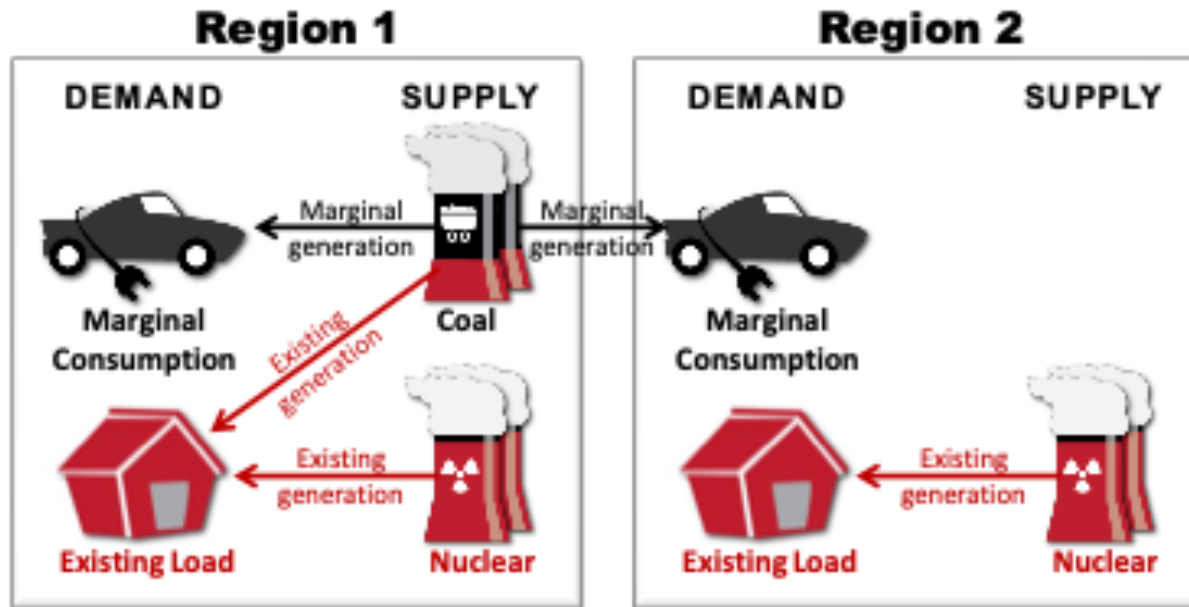 Region 1
DEMAND
SUPPLY
Marginal
generation
Marginal
generation
Marginal
Consumption
Coal
Existing
generation
Existing
generation
Existing Load
Nuclear
Region 2
DEMAND
SUPPLY
Marginal
Consumption
Existing
generation
Existing Load
Nuclear